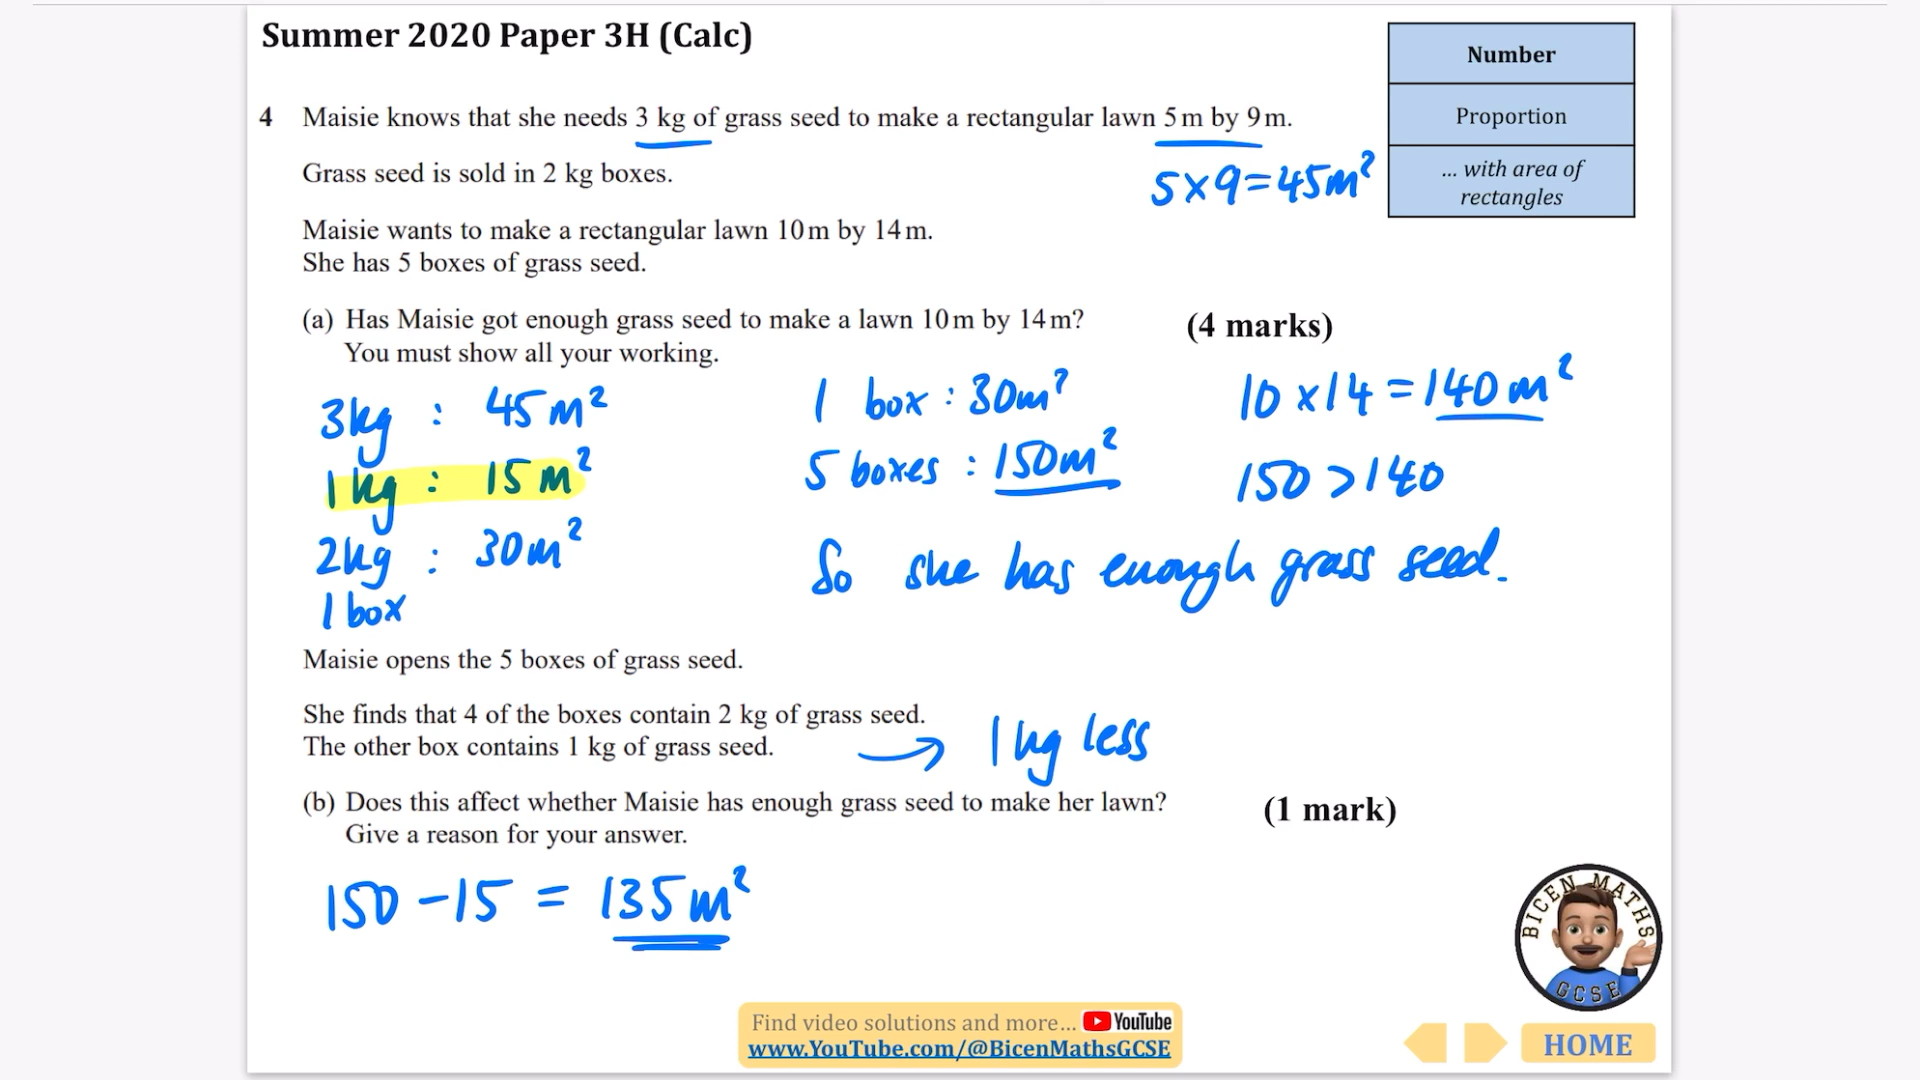 Summer 2020 Paper 3H (Calc)
Number
Proportion
... with area of
rectangles
4 Maisie knows that she needs 3 kg of grass seed to make a rectangular lawn 5 m by 9 m.
5 × 9 = 45m²
Grass seed is sold in 2 kg boxes.
Maisie wants to make a rectangular lawn 10 m by 14 m.
She has 5 boxes of grass seed.
(a) Has Maisie got enough grass seed to make a lawn 10 m by 14 m? (4 marks)
You must show all your working.
3kg : 45m²
1kg : 15m²
2kg : 30m²
1 box
1 box : 30m²
5 boxes : 150m²
10 × 14 = 140m²
150 > 140
So she has enough grass seed.
Maisie opens the 5 boxes of grass seed.
She finds that 4 of the boxes contain 2 kg of grass seed.
The other box contains 1 kg of grass seed.
→ 1kg less
(b) Does this affect whether Maisie has enough grass seed to make her lawn? (1 mark)
Give a reason for your answer.
150 - 15 = 135m²
BICEN MATHS
GCSE
Find video solutions and more... YouTube
www.YouTube.com/@BicenMathsGCSE
HOME